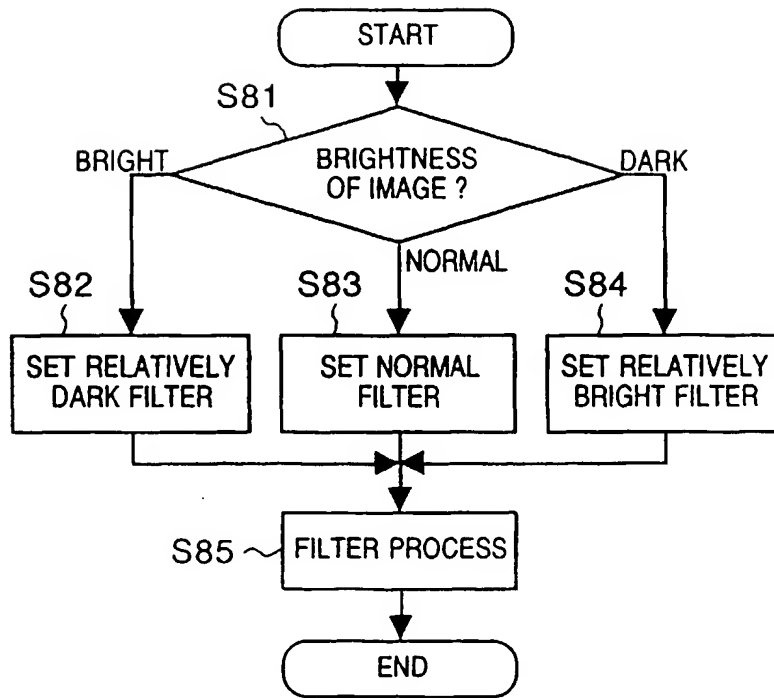 START
S81
BRIGHT
BRIGHTNESS
OF IMAGE ?
DARK
NORMAL
S82
S83
S84
SET RELATIVELY
DARK FILTER
SET NORMAL
FILTER
SET RELATIVELY
BRIGHT FILTER
S85
FILTER PROCESS
END